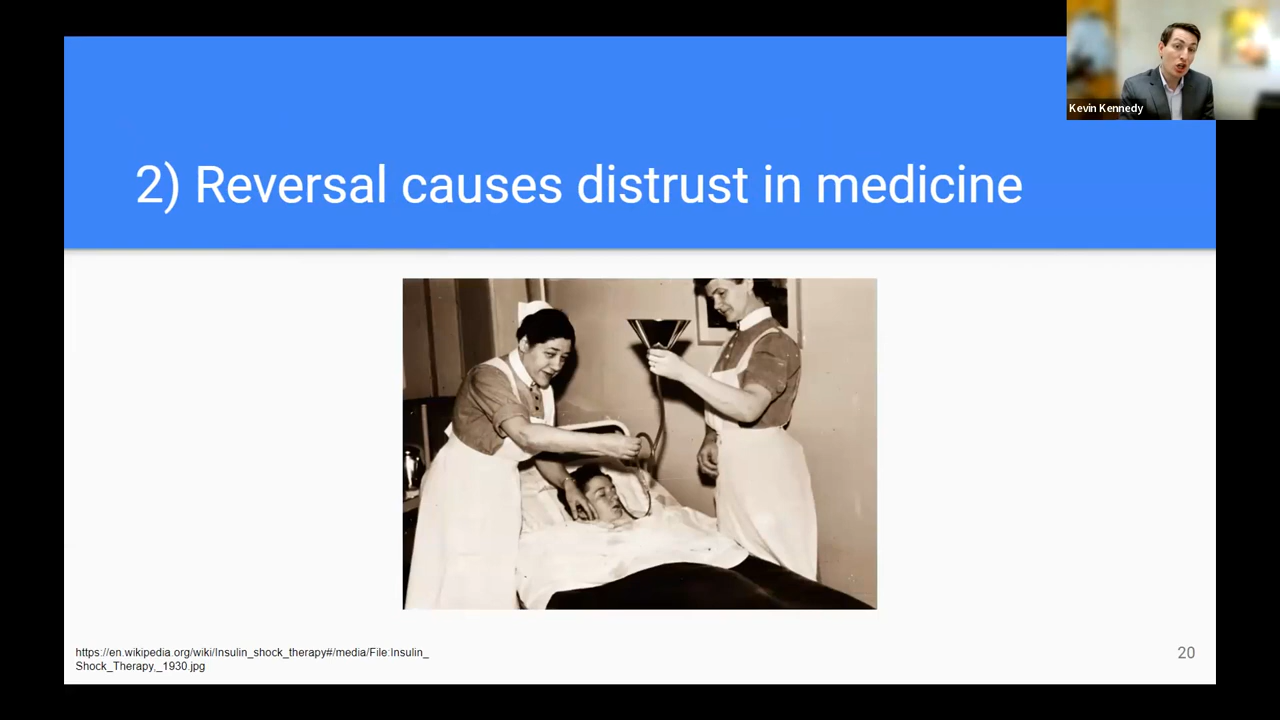 Kevin Kennedy
2) Reversal causes distrust in medicine
https://en.wikipedia.org/wiki/Insulin_shock_therapy#/media/File:Insulin_
Shock_Therapy,_1930.jpg
20